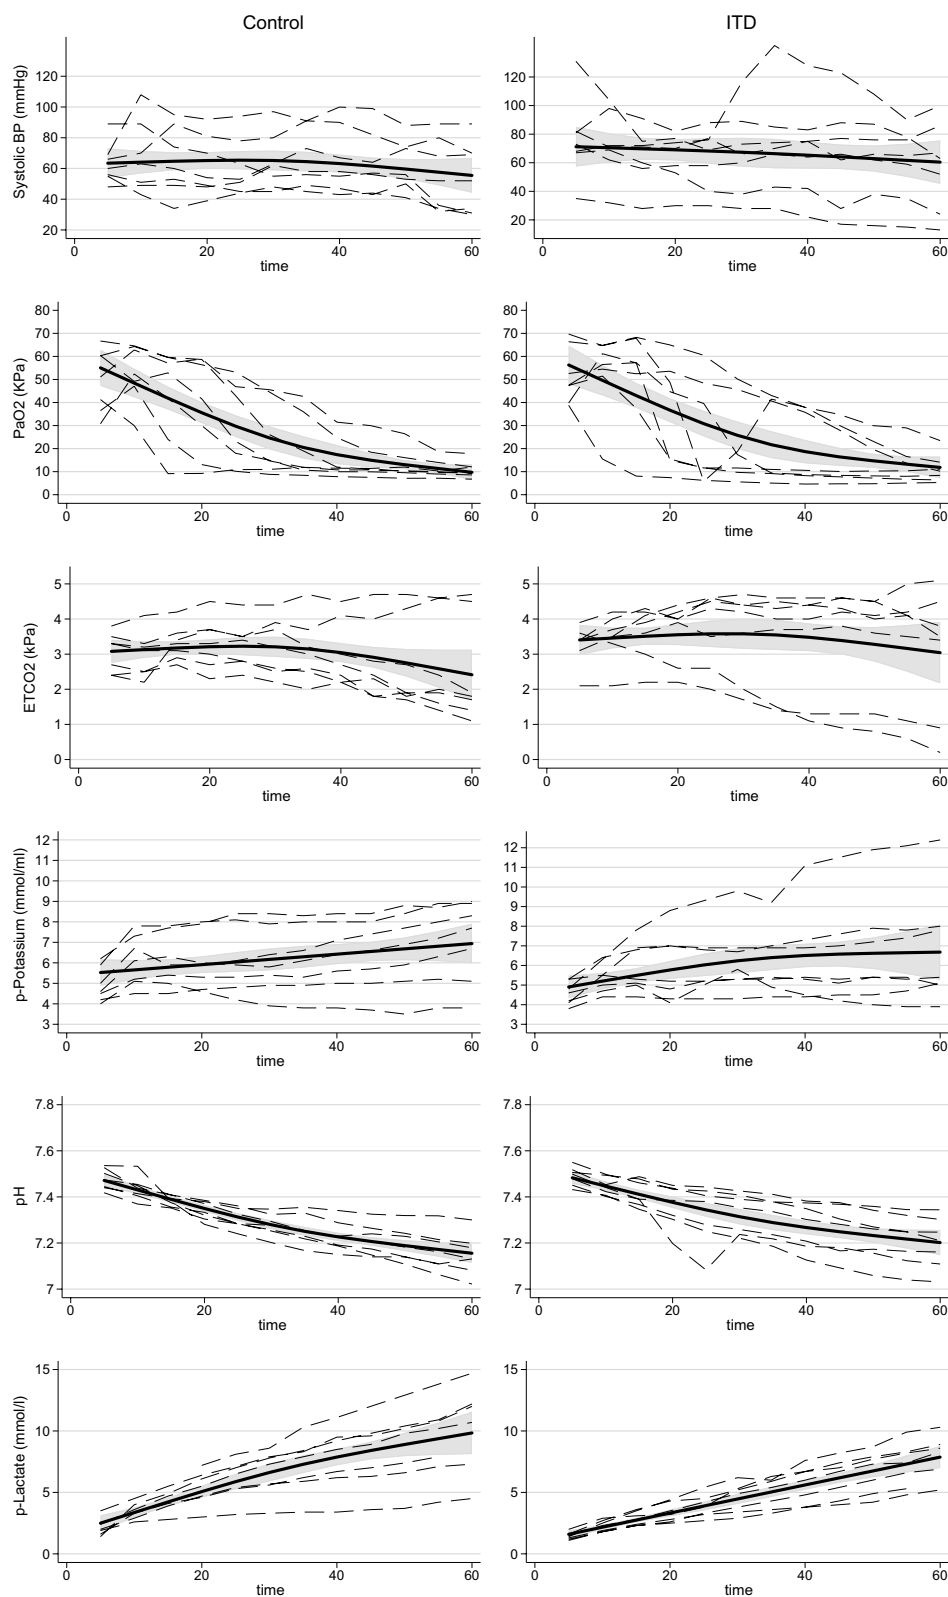 Control ITD
Systolic BP (mmHg)
120
100
80
60
40
20
0 20 40 60
time
120
100
80
60
40
20
0 20 40 60
time
PaO2 (KPa)
80
70
60
50
40
30
20
10
0
0 20 40 60
time
80
70
60
50
40
30
20
10
0
0 20 40 60
time
ETCO2 (kPa)
5
4
3
2
1
0
0 20 40 60
time
5
4
3
2
1
0
0 20 40 60
time
p-Potassium (mmol/ml)
12
11
10
9
8
7
6
5
4
3
0 20 40 60
time
12
11
10
9
8
7
6
5
4
3
0 20 40 60
time
pH
7.8
7.6
7.4
7.2
7
0 20 40 60
time
7.8
7.6
7.4
7.2
7
0 20 40 60
time
p-Lactate (mmol/l)
15
10
5
0
0 20 40 60
time
15
10
5
0
0 20 40 60
time